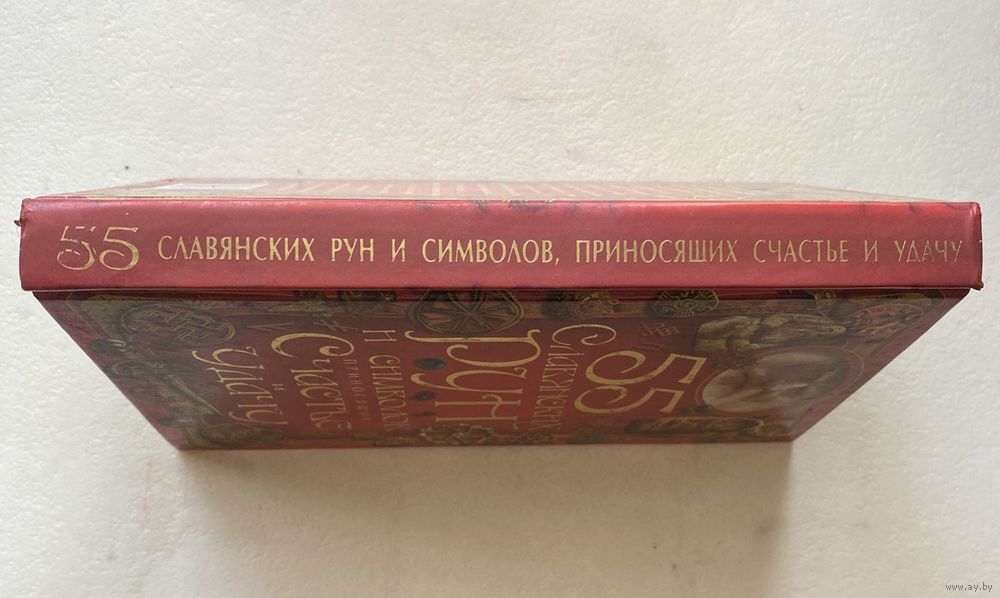 55 СЛАВЯНСКИХ РУН И СИМВОЛОВ, ПРИНОСЯЩИХ СЧАСТЬЕ И УДАЧУ
55
СЛАВЯНСКИХ
РУН
И СИМВОЛОВ
ПРИНОСЯЩИХ
СЧАСТЬЕ
И
УДАЧУ
www.ay.by